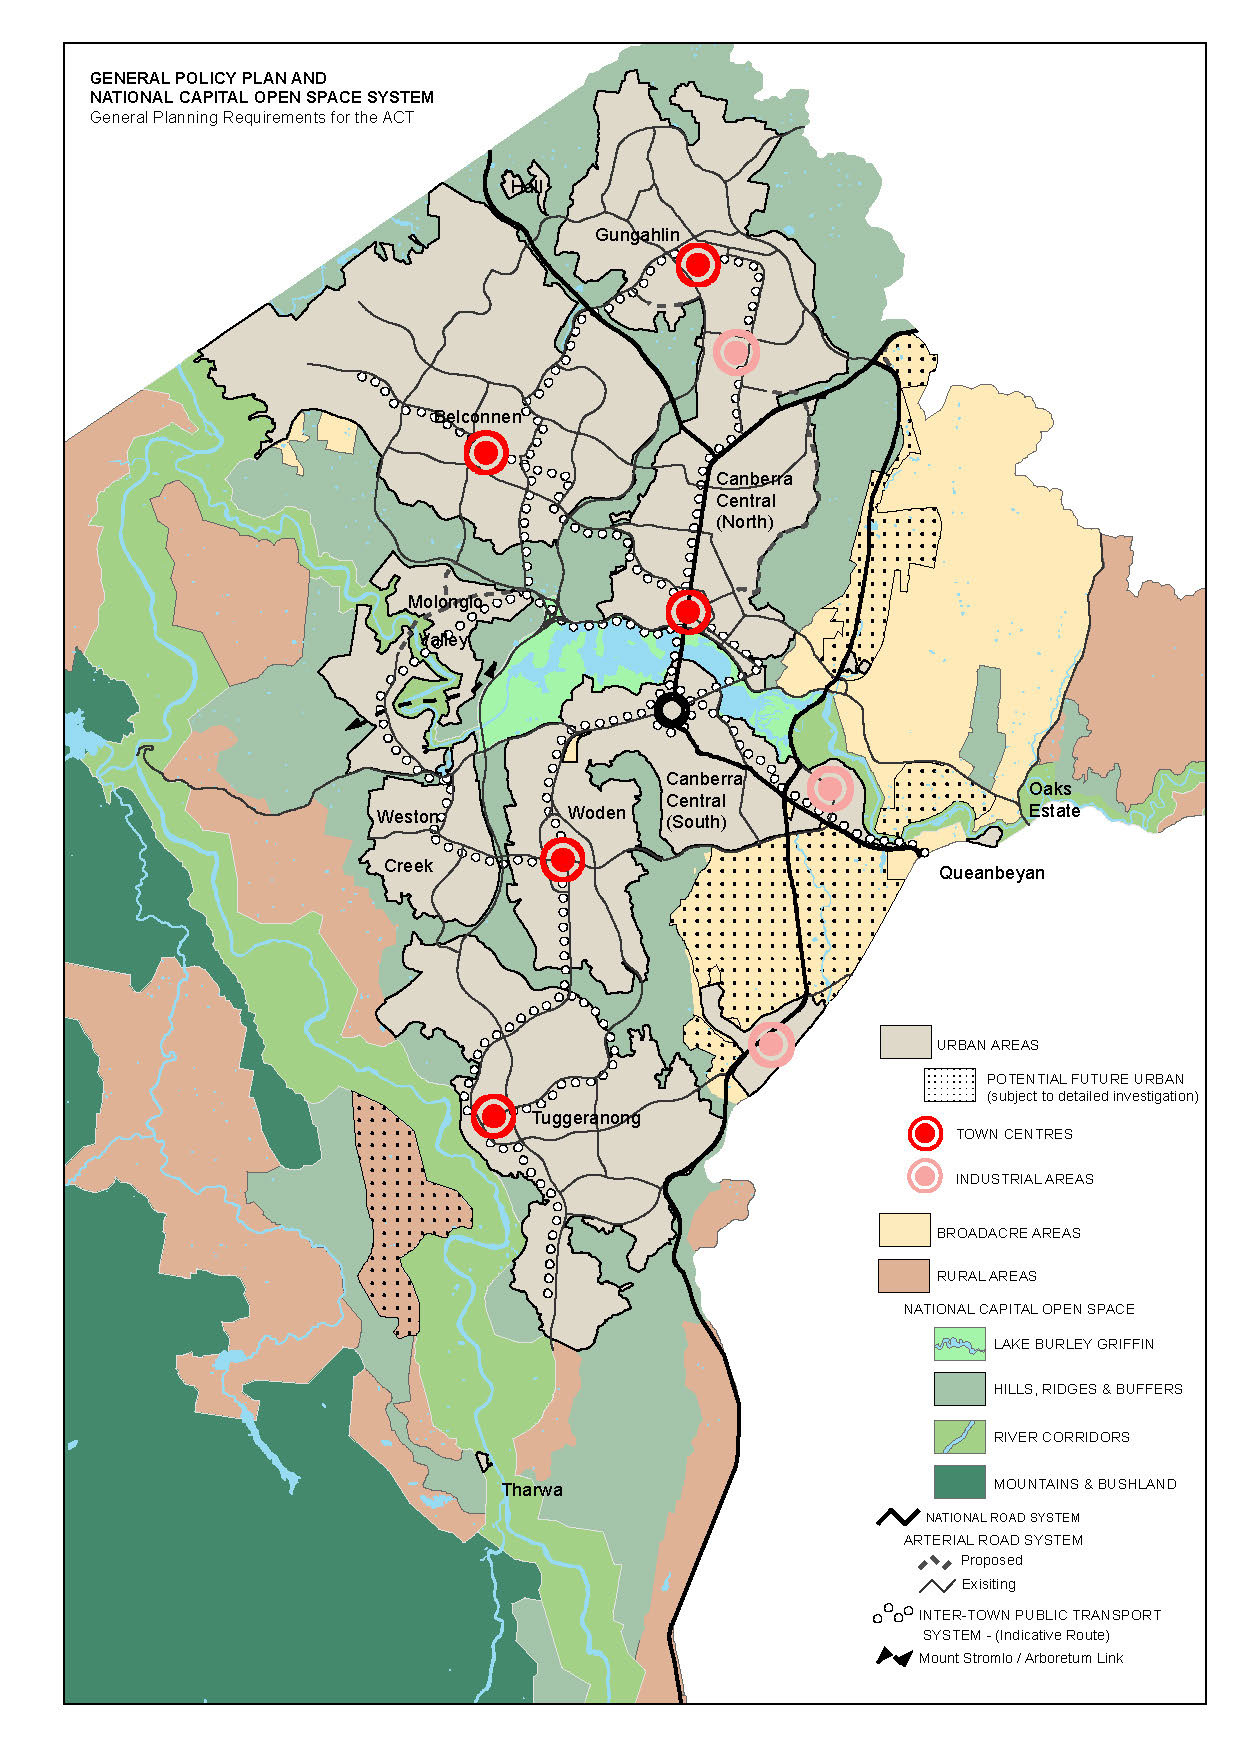 GENERAL POLICY PLAN AND
NATIONAL CAPITAL OPEN SPACE SYSTEM
General Planning Requirements for the ACT
Hall
Gungahlin
Belconnen
Canberra
Central
(North)
Molonglo
Valley
Canberra
Central
(South)
Woden
Weston
Creek
Oaks
Estate
Queanbeyan
Tuggeranong
Tharwa
URBAN AREAS
POTENTIAL FUTURE URBAN
(subject to detailed investigation)
TOWN CENTRES
INDUSTRIAL AREAS
BROADACRE AREAS
RURAL AREAS
NATIONAL CAPITAL OPEN SPACE
LAKE BURLEY GRIFFIN
HILLS, RIDGES & BUFFERS
RIVER CORRIDORS
MOUNTAINS & BUSHLAND
NATIONAL ROAD SYSTEM
ARTERIAL ROAD SYSTEM
Proposed
Exisiting
INTER-TOWN PUBLIC TRANSPORT
SYSTEM - (Indicative Route)
Mount Stromlo / Arboretum Link